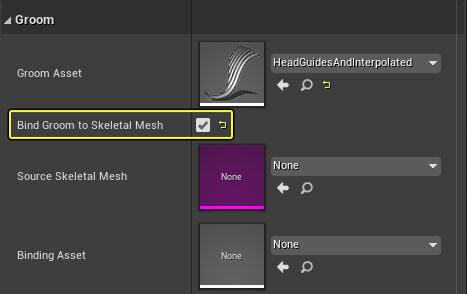 Groom
Groom Asset
HeadGuidesAndInterpolated
Bind Groom to Skeletal Mesh
Source Skeletal Mesh
None
None
Binding Asset
None
None